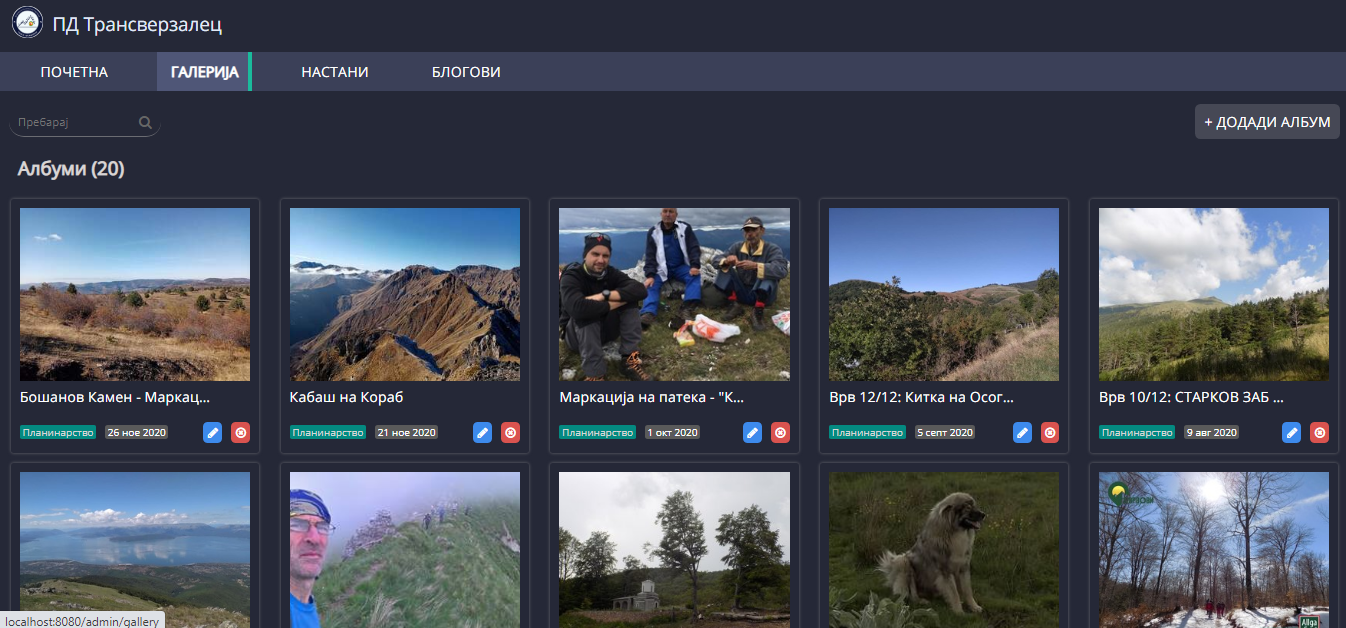 ПД Трансверзалец
ПОЧЕТНА ГАЛЕРИЈА НАСТАНИ БЛОГОВИ
Пребарај
+ ДОДАДИ АЛБУМ
Албуми (20)
Бошанов Камен - Маркац...
Планинарство 26 ное 2020
Кабаш на Кораб
Планинарство 21 ное 2020
Маркација на патека - "К...
Планинарство 1 окт 2020
Врв 12/12: Китка на Осог...
Планинарство 5 септ 2020
Врв 10/12: СТАРКОВ ЗАБ ...
Планинарство 9 авг 2020
localhost:8080/admin/gallery